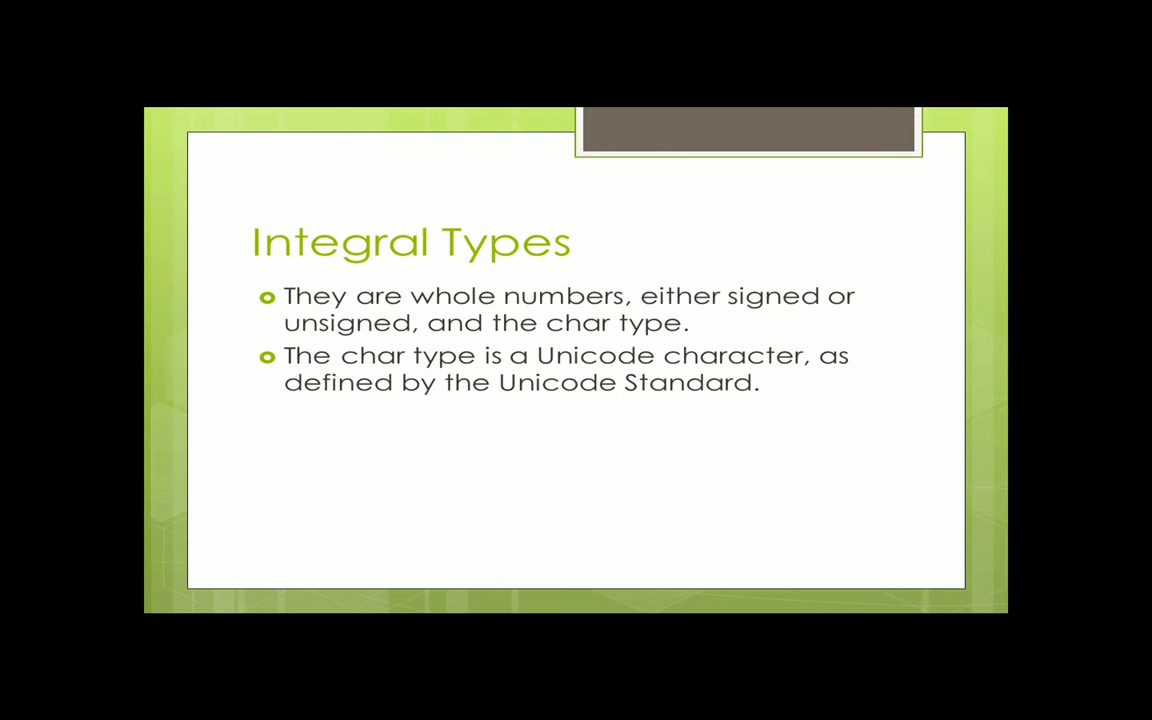 Integral Types
They are whole numbers, either signed or
unsigned, and the char type.
The char type is a Unicode character, as
defined by the Unicode Standard.